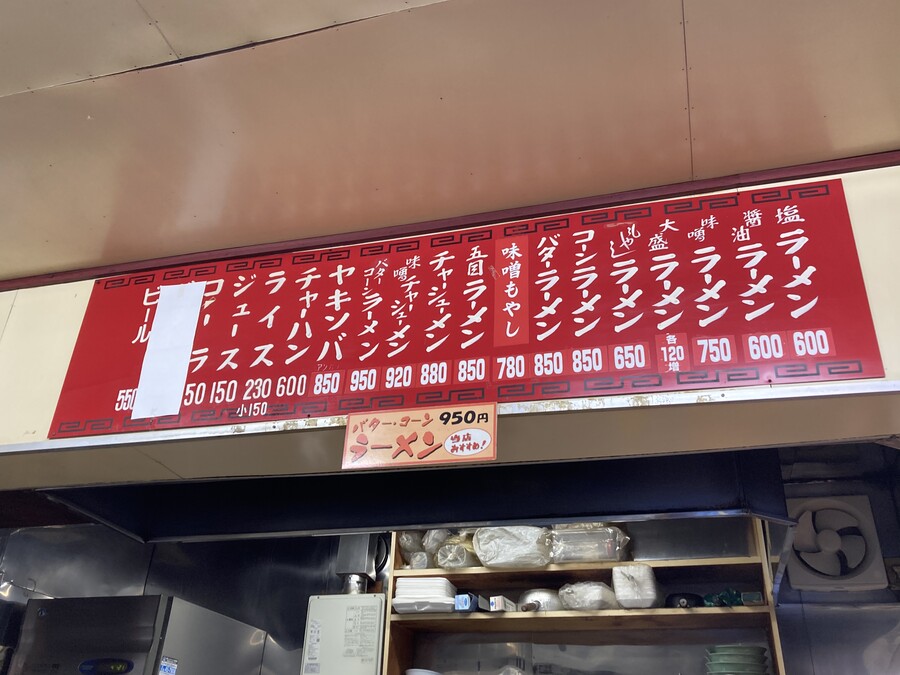 塩ラーメン 600
醤油ラーメン 600
味噌ラーメン 750
大盛ラーメン 各120増
もやしラーメン 650
コーンラーメン 850
バターラーメン 850
味噌もやし 780
五目ラーメン 850
チャーシューメン 880
味噌チャーシューメン 920
バターコーンラーメン 950
ヤキソバ 850
チャーハン 600
ライス 230
小150
ジュース 150
コーラ 50
ビール 550
バター・コーン 950円
ラーメン
当店おすすめ!